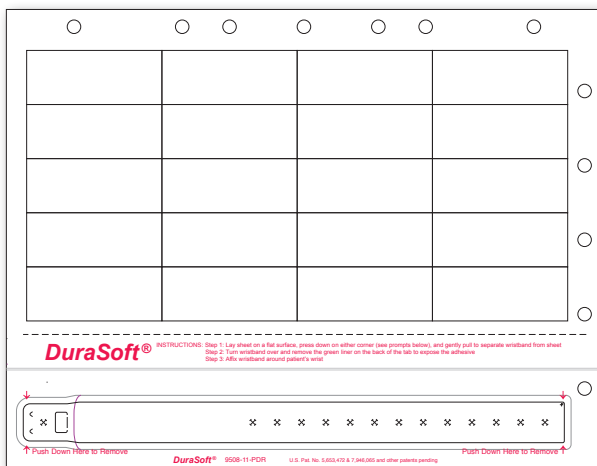 DuraSoft®
INSTRUCTIONS: Step 1: Lay sheet on a flat surface, press down on either corner (see prompts below), and gently pull to separate wristband from sheet
Step 2: Turn wristband over and remove the green liner on the back of the tab to expose the adhesive
Step 3: Affix wristband around patient's wrist
Push Down Here to Remove
Push Down Here to Remove
DuraSoft® 9508-11-PDR U.S. Pat. No. 5,653,472 & 7,946,065 and other patents pending